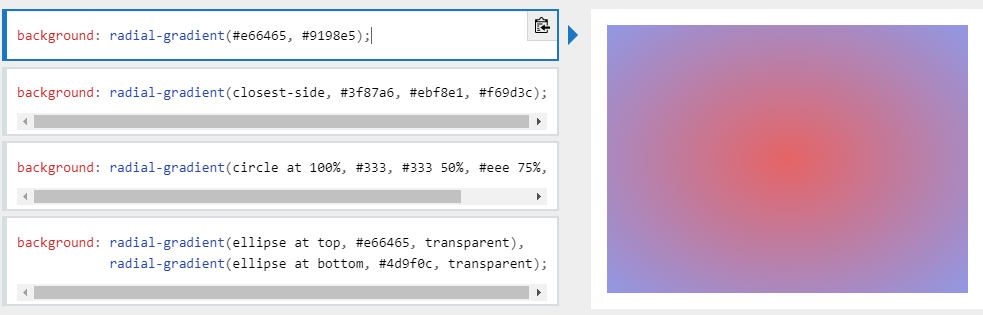 background: radial-gradient(#e66465, #9198e5);
background: radial-gradient(closest-side, #3f87a6, #ebf8e1, #f69d3c);
background: radial-gradient(circle at 100%, #333, #333 50%, #eee 75%,
background: radial-gradient(ellipse at top, #e66465, transparent),
radial-gradient(ellipse at bottom, #4d9f0c, transparent);